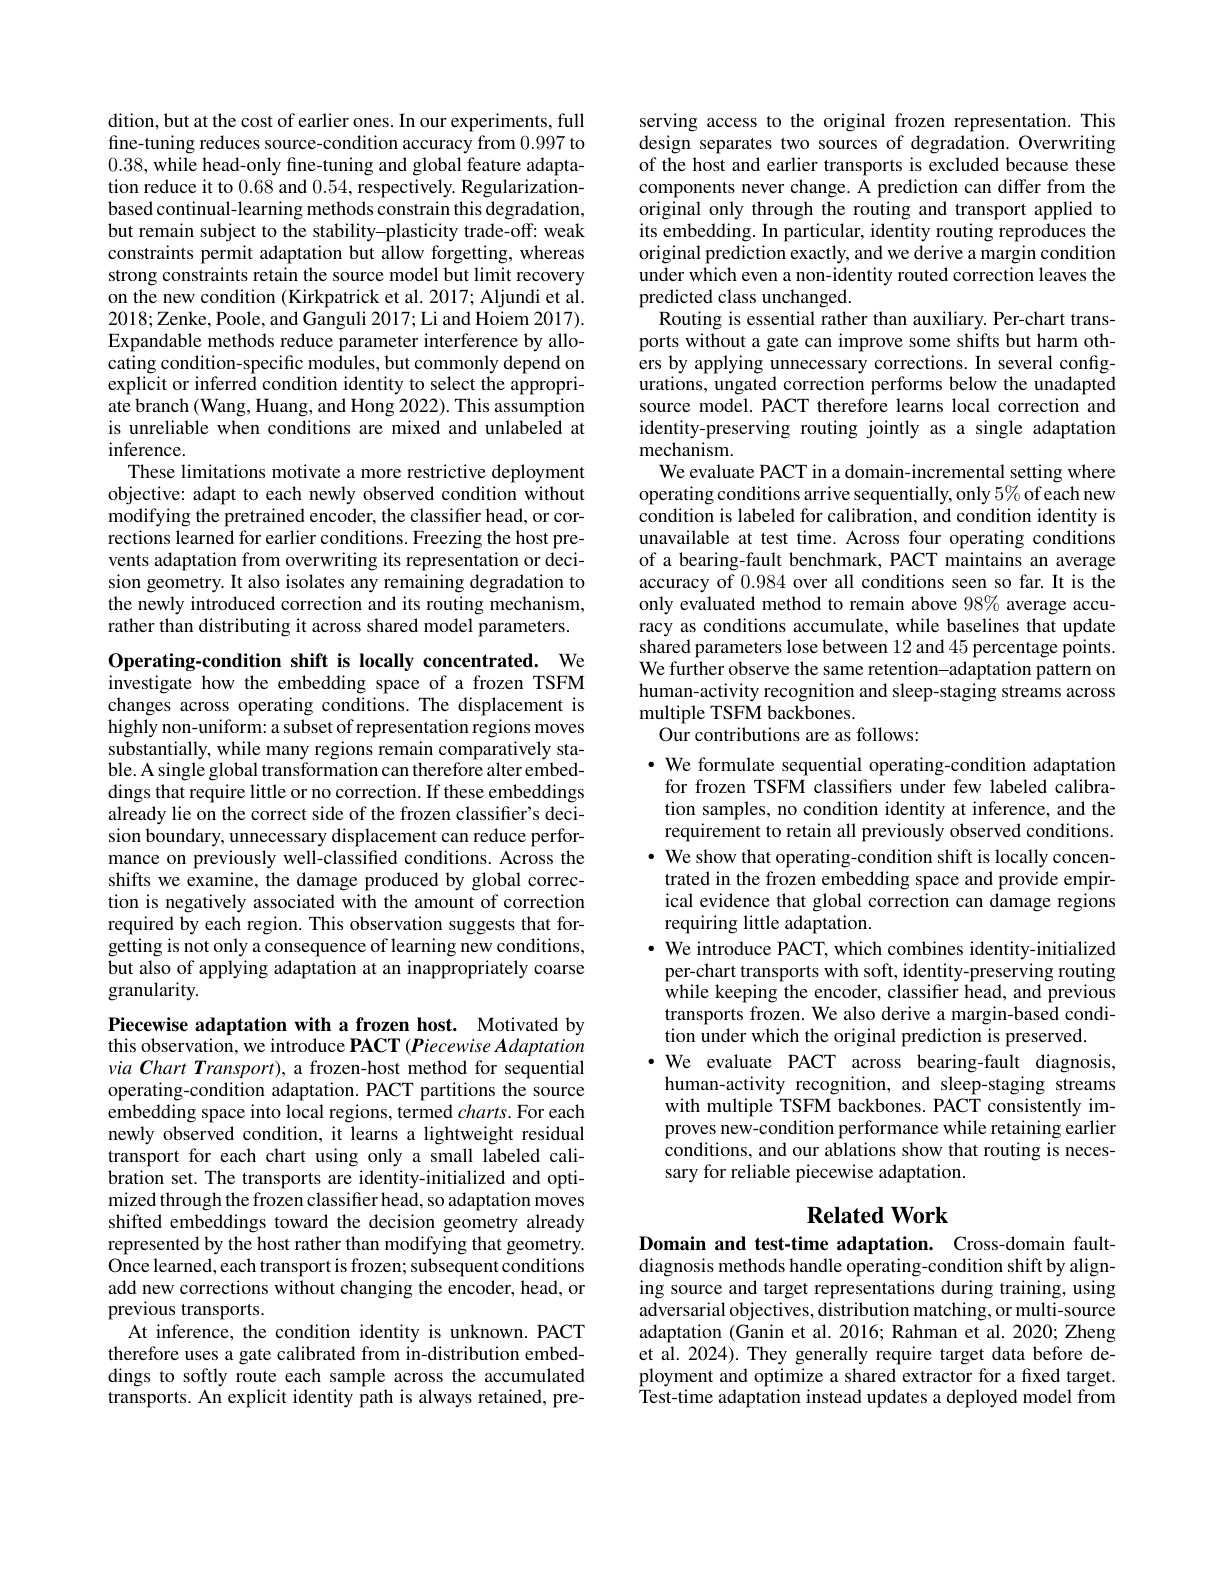 dition, but at the cost of earlier ones. In our experiments, full
fine-tuning reduces source-condition accuracy from 0.997 to
0.38, while head-only fine-tuning and global feature adapta-
tion reduce it to 0.68 and 0.54, respectively. Regularization-
based continual-learning methods constrain this degradation,
but remain subject to the stability–plasticity trade-off: weak
constraints permit adaptation but allow forgetting, whereas
strong constraints retain the source model but limit recovery
on the new condition (Kirkpatrick et al. 2017; Aljundi et al.
2018; Zenke, Poole, and Ganguli 2017; Li and Hoiem 2017).
Expandable methods reduce parameter interference by allo-
cating condition-specific modules, but commonly depend on
explicit or inferred condition identity to select the appropri-
ate branch (Wang, Huang, and Hong 2022). This assumption
is unreliable when conditions are mixed and unlabeled at
inference.
These limitations motivate a more restrictive deployment
objective: adapt to each newly observed condition without
modifying the pretrained encoder, the classifier head, or cor-
rections learned for earlier conditions. Freezing the host pre-
vents adaptation from overwriting its representation or deci-
sion geometry. It also isolates any remaining degradation to
the newly introduced correction and its routing mechanism,
rather than distributing it across shared model parameters.
Operating-condition shift is locally concentrated. We
investigate how the embedding space of a frozen TSFM
changes across operating conditions. The displacement is
highly non-uniform: a subset of representation regions moves
substantially, while many regions remain comparatively sta-
ble. A single global transformation can therefore alter embed-
dings that require little or no correction. If these embeddings
already lie on the correct side of the frozen classifier's deci-
sion boundary, unnecessary displacement can reduce perfor-
mance on previously well-classified conditions. Across the
shifts we examine, the damage produced by global correc-
tion is negatively associated with the amount of correction
required by each region. This observation suggests that for-
getting is not only a consequence of learning new conditions,
but also of applying adaptation at an inappropriately coarse
granularity.
Piecewise adaptation with a frozen host. Motivated by
this observation, we introduce PACT (Piecewise Adaptation
via Chart Transport), a frozen-host method for sequential
operating-condition adaptation. PACT partitions the source
embedding space into local regions, termed charts. For each
newly observed condition, it learns a lightweight residual
transport for each chart using only a small labeled cali-
bration set. The transports are identity-initialized and opti-
mized through the frozen classifier head, so adaptation moves
shifted embeddings toward the decision geometry already
represented by the host rather than modifying that geometry.
Once learned, each transport is frozen; subsequent conditions
add new corrections without changing the encoder, head, or
previous transports.
At inference, the condition identity is unknown. PACT
therefore uses a gate calibrated from in-distribution embed-
dings to softly route each sample across the accumulated
transports. An explicit identity path is always retained, pre-
serving access to the original frozen representation. This
design separates two sources of degradation. Overwriting
of the host and earlier transports is excluded because these
components never change. A prediction can differ from the
original only through the routing and transport applied to
its embedding. In particular, identity routing reproduces the
original prediction exactly, and we derive a margin condition
under which even a non-identity routed correction leaves the
predicted class unchanged.
Routing is essential rather than auxiliary. Per-chart trans-
ports without a gate can improve some shifts but harm oth-
ers by applying unnecessary corrections. In several config-
urations, ungated correction performs below the unadapted
source model. PACT therefore learns local correction and
identity-preserving routing jointly as a single adaptation
mechanism.
We evaluate PACT in a domain-incremental setting where
operating conditions arrive sequentially, only 5% of each new
condition is labeled for calibration, and condition identity is
unavailable at test time. Across four operating conditions
of a bearing-fault benchmark, PACT maintains an average
accuracy of 0.984 over all conditions seen so far. It is the
only evaluated method to remain above 98% average accu-
racy as conditions accumulate, while baselines that update
shared parameters lose between 12 and 45 percentage points.
We further observe the same retention–adaptation pattern on
human-activity recognition and sleep-staging streams across
multiple TSFM backbones.
Our contributions are as follows:
• We formulate sequential operating-condition adaptation
for frozen TSFM classifiers under few labeled calibra-
tion samples, no condition identity at inference, and the
requirement to retain all previously observed conditions.
• We show that operating-condition shift is locally concen-
trated in the frozen embedding space and provide empir-
ical evidence that global correction can damage regions
requiring little adaptation.
• We introduce PACT, which combines identity-initialized
per-chart transports with soft, identity-preserving routing
while keeping the encoder, classifier head, and previous
transports frozen. We also derive a margin-based condi-
tion under which the original prediction is preserved.
• We evaluate PACT across bearing-fault diagnosis,
human-activity recognition, and sleep-staging streams
with multiple TSFM backbones. PACT consistently im-
proves new-condition performance while retaining earlier
conditions, and our ablations show that routing is neces-
sary for reliable piecewise adaptation.
Related Work
Domain and test-time adaptation. Cross-domain fault-
diagnosis methods handle operating-condition shift by align-
ing source and target representations during training, using
adversarial objectives, distribution matching, or multi-source
adaptation (Ganin et al. 2016; Rahman et al. 2020; Zheng
et al. 2024). They generally require target data before de-
ployment and optimize a shared extractor for a fixed target.
Test-time adaptation instead updates a deployed model from